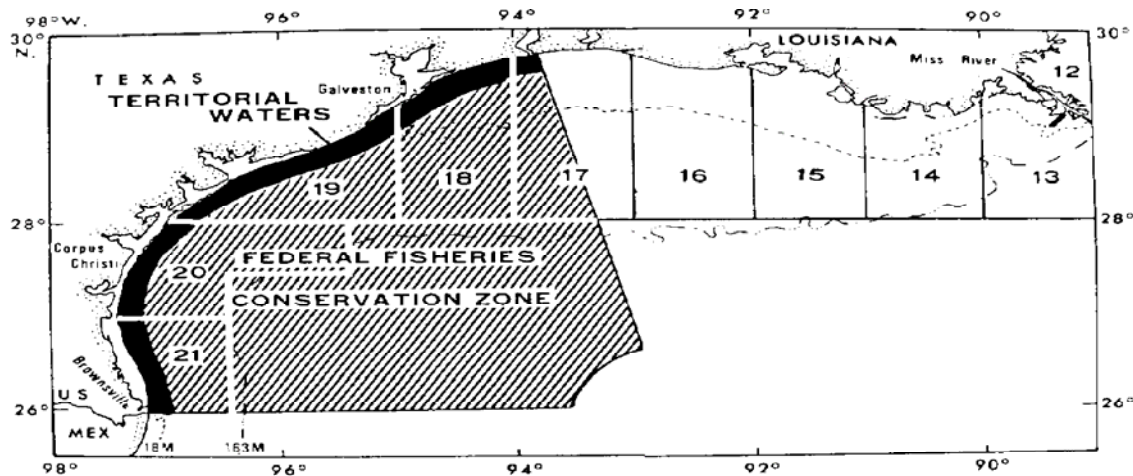 98° W. 96° 94° 92° 90°
30° N. 30°
LOUISIANA
Miss River
12
TEXAS
Galveston
TERRITORIAL
WATERS
19 18 17 16 15 14 13
28° 28°
Corpus
Christi
20
FEDERAL FISHERIES
CONSERVATION ZONE
21
Brownsville
US
26° 26°
MEX
18M 163M
98° 96° 94° 92° 90°